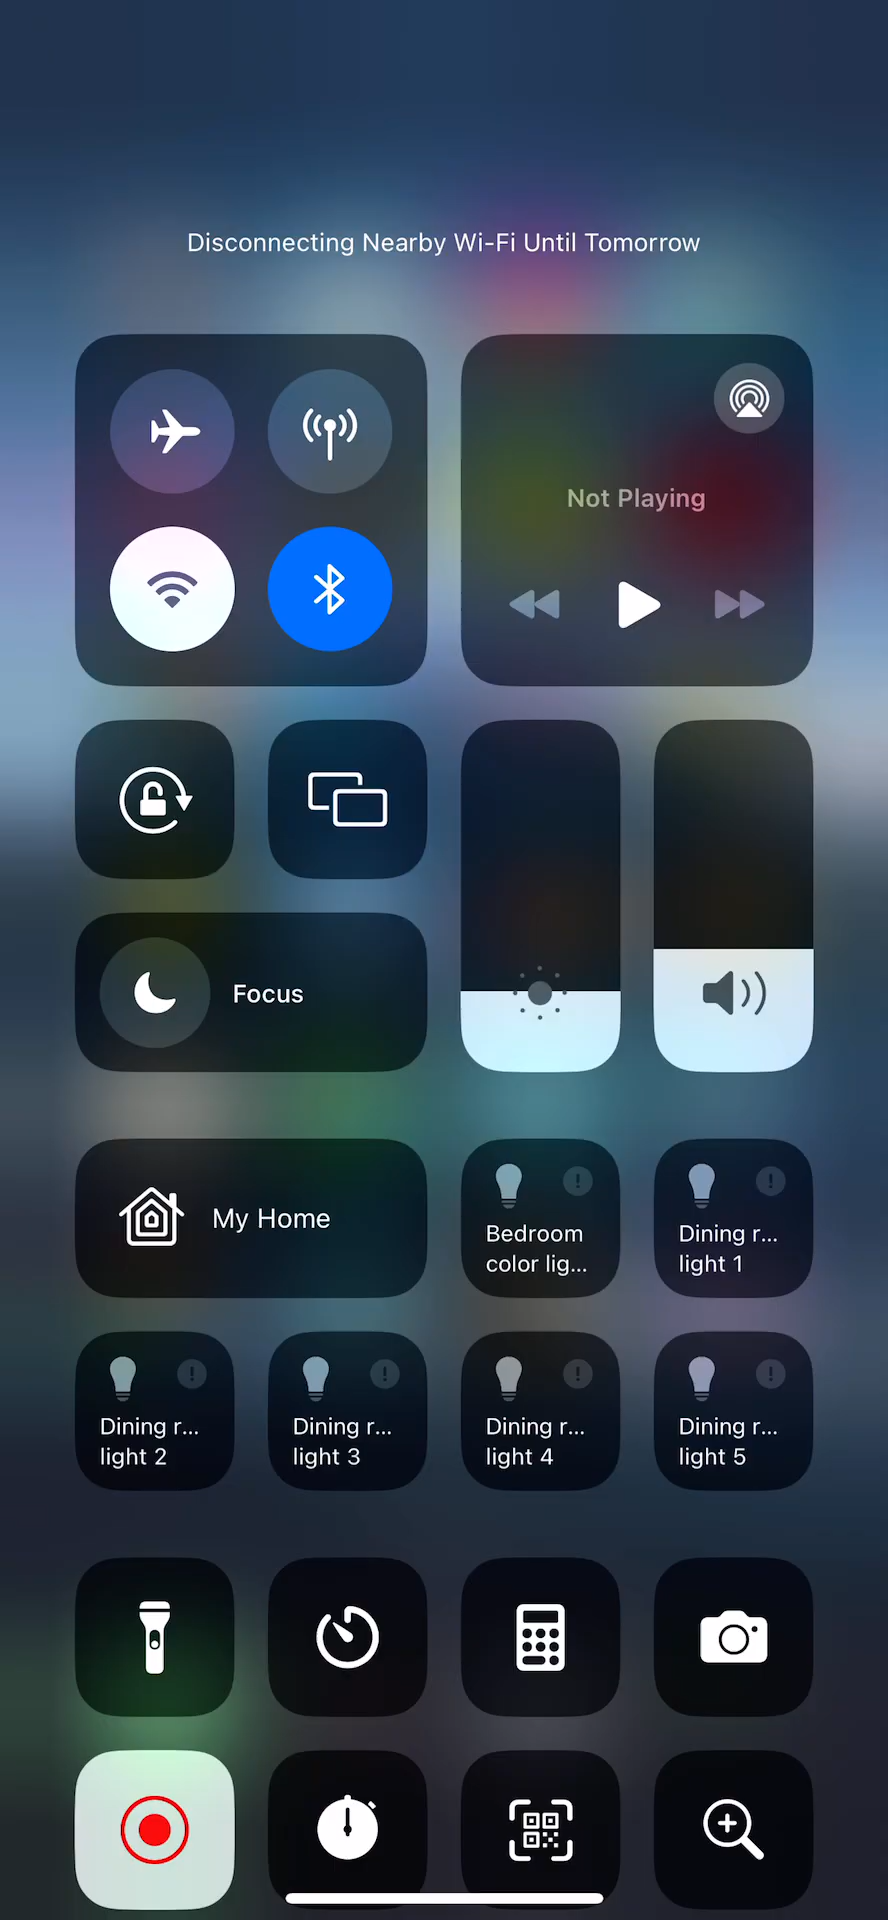 Disconnecting Nearby Wi-Fi Until Tomorrow
Not Playing
Focus
My Home
Bedroom
color lig...
Dining r...
light 1
Dining r...
light 2
Dining r...
light 3
Dining r...
light 4
Dining r...
light 5